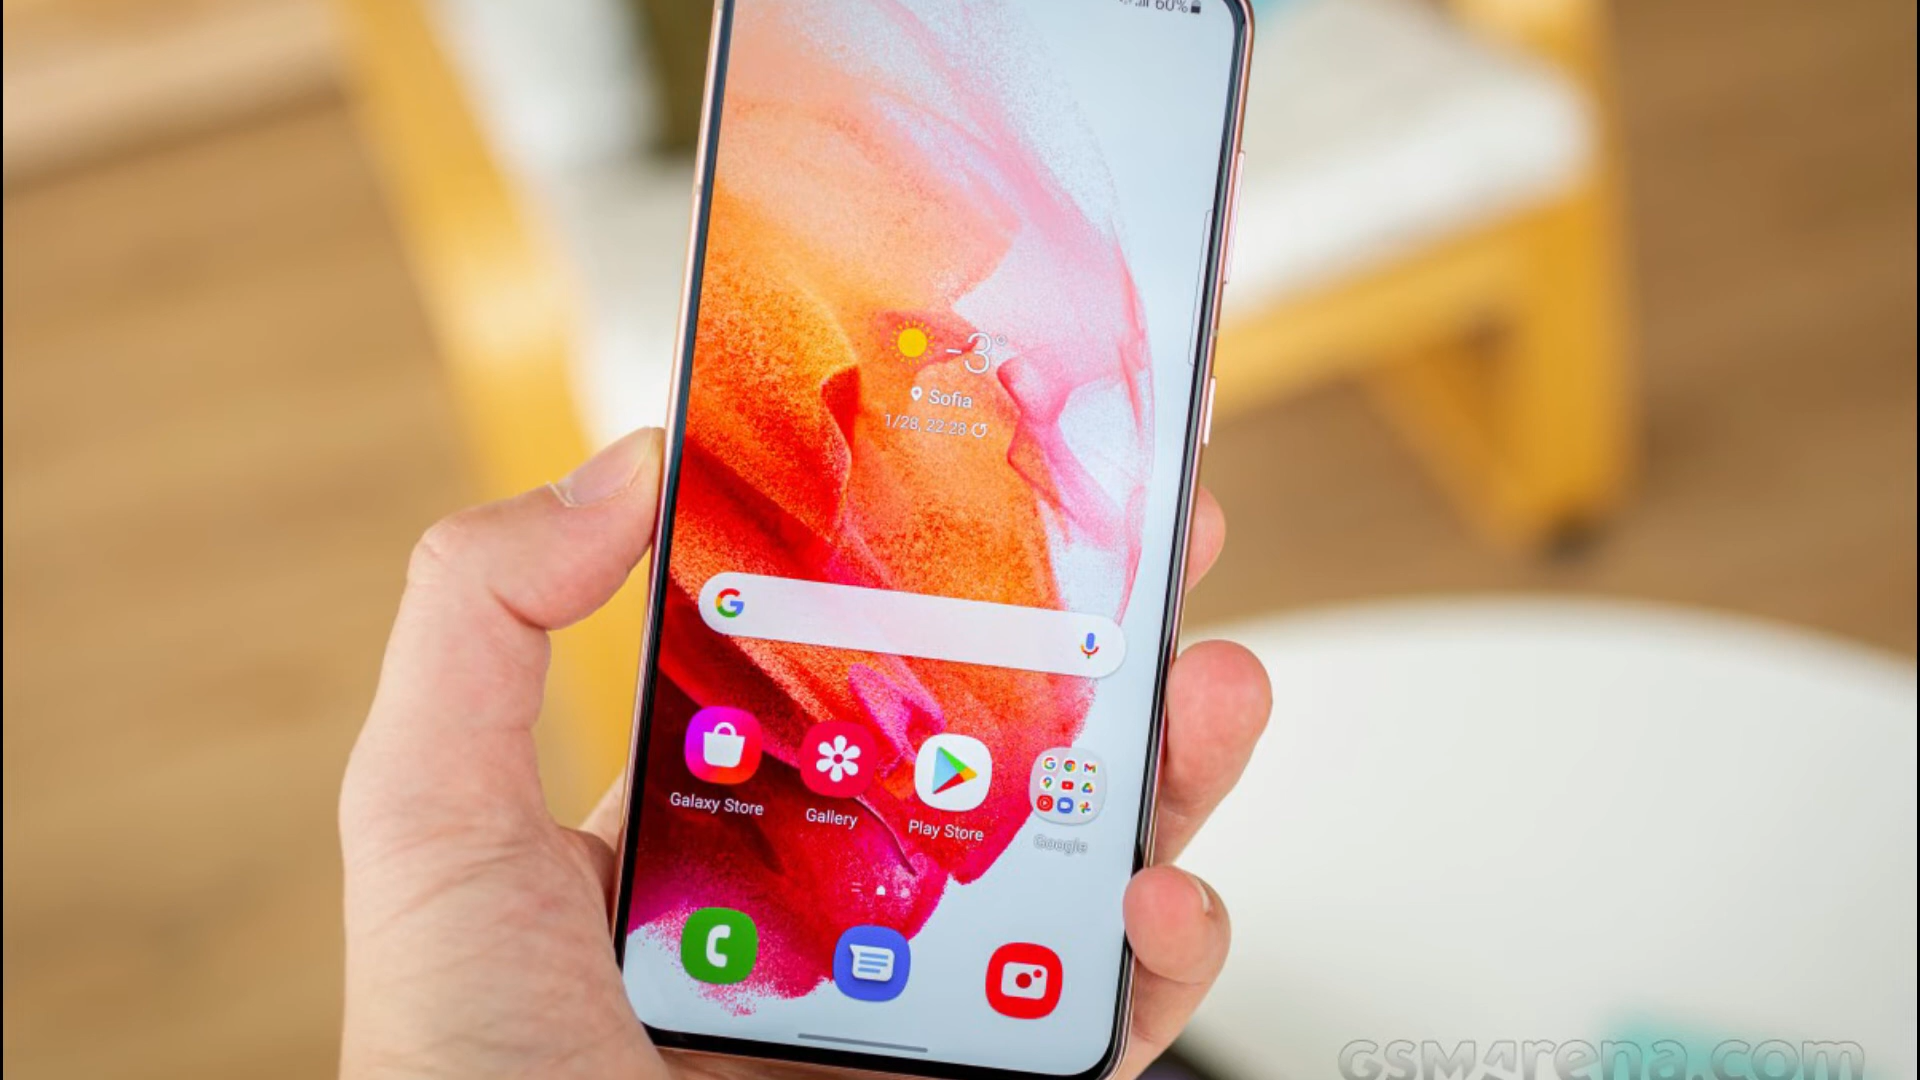 60%
-3°
Sofia
1/28, 22:28
Galaxy Store
Gallery
Play Store
Google
GSMArena.com